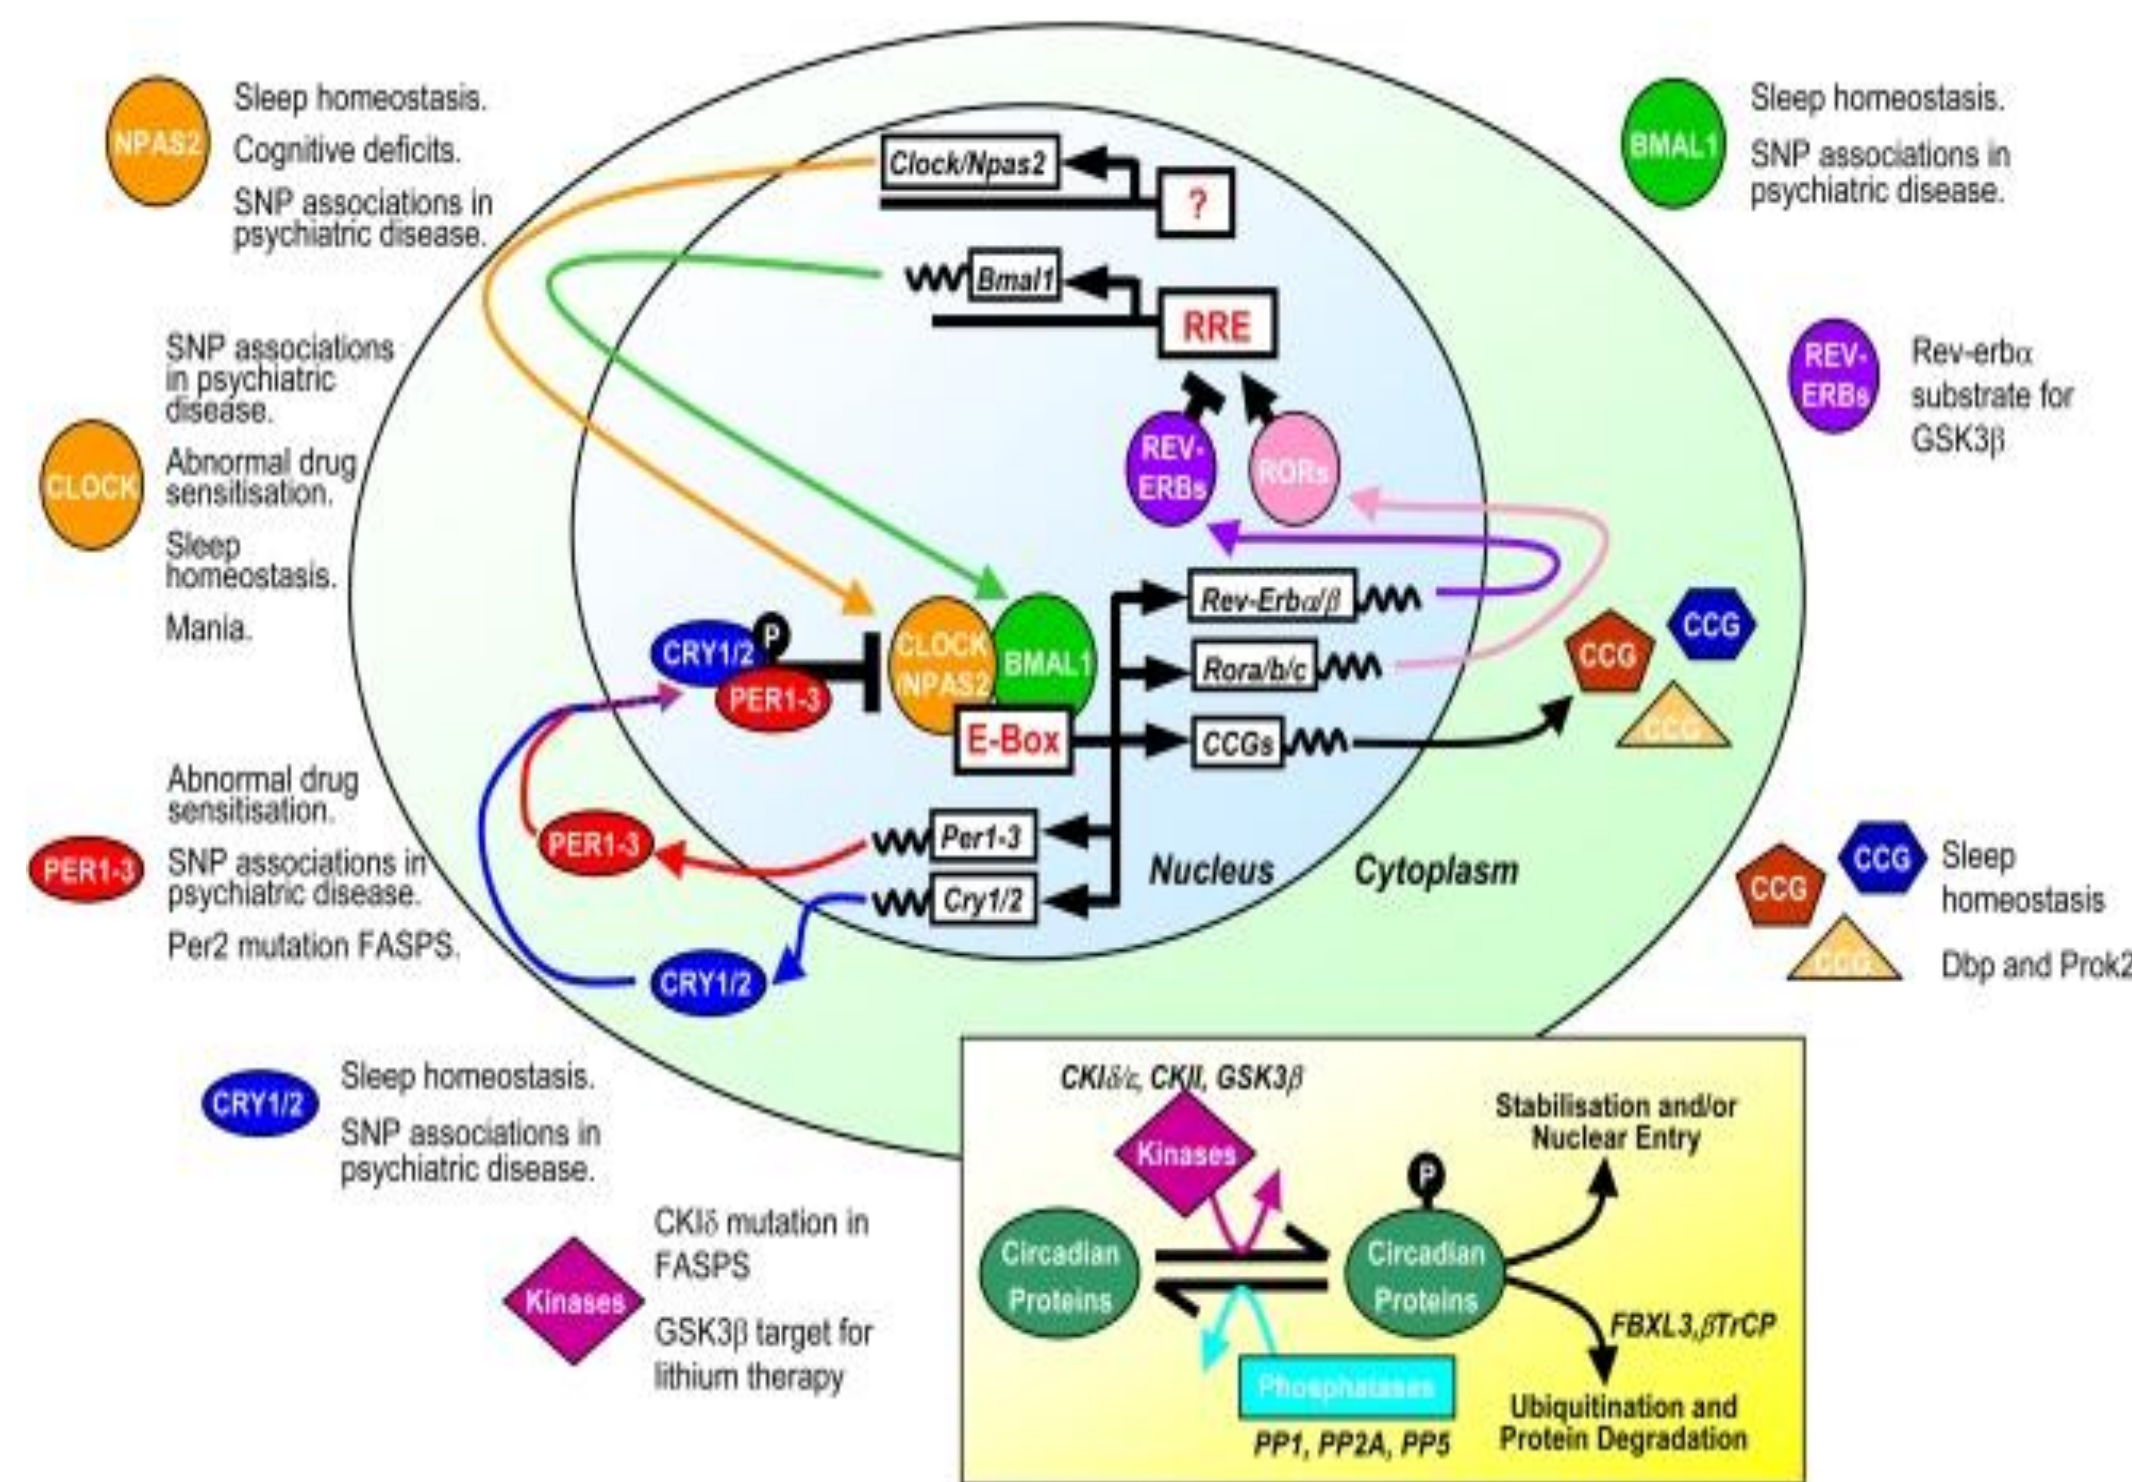 NPAS2
Sleep homeostasis.
Cognitive deficits.
SNP associations in
psychiatric disease.
CLOCK
SNP associations
in psychiatric
disease.
Abnormal drug
sensitisation.
Sleep
homeostasis.
Mania.
PER1-3
Abnormal drug
sensitisation.
SNP associations in
psychiatric disease.
Per2 mutation FASPS.
CRY1/2
Sleep homeostasis.
SNP associations in
psychiatric disease.
Kinases
CKIδ mutation in
FASPS
GSK3β target for
lithium therapy
Clock/Npas2
?
Bmal1
RRE
REV-
ERBs
RORs
CRY1/2
P
PER1-3
CLOCK
/NPAS2
BMAL1
E-Box
Rev-Erbα/β
Rora/b/c
CCGs
Per1-3
Cry1/2
PER1-3
CRY1/2
Nucleus
Cytoplasm
CCG
CCG
CCG
BMAL1
Sleep homeostasis.
SNP associations in
psychiatric disease.
REV-
ERBs
Rev-erbα
substrate for
GSK3β
CCG
CCG
CCG
Sleep
homeostasis
Dbp and Prok2
CKIδ/ε, CKII, GSK3β
Kinases
Circadian
Proteins
P
Circadian
Proteins
Stabilisation and/or
Nuclear Entry
FBXL3,βTrCP
Ubiquitination and
Protein Degradation
Phosphatases
PP1, PP2A, PP5